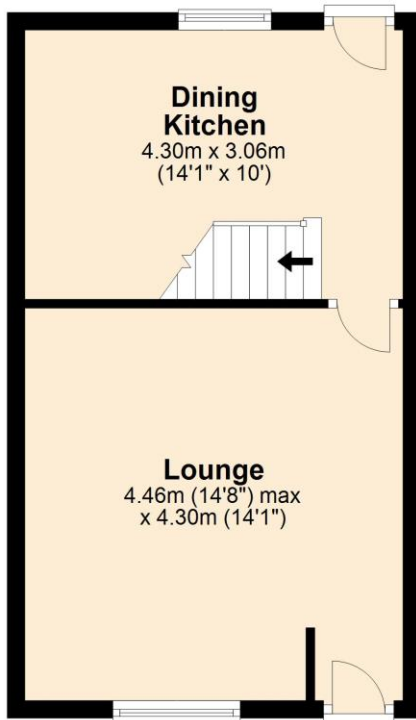 Dining
Kitchen
4.30m x 3.06m
(14'1" x 10')
Lounge
4.46m (14'8") max
x 4.30m (14'1")